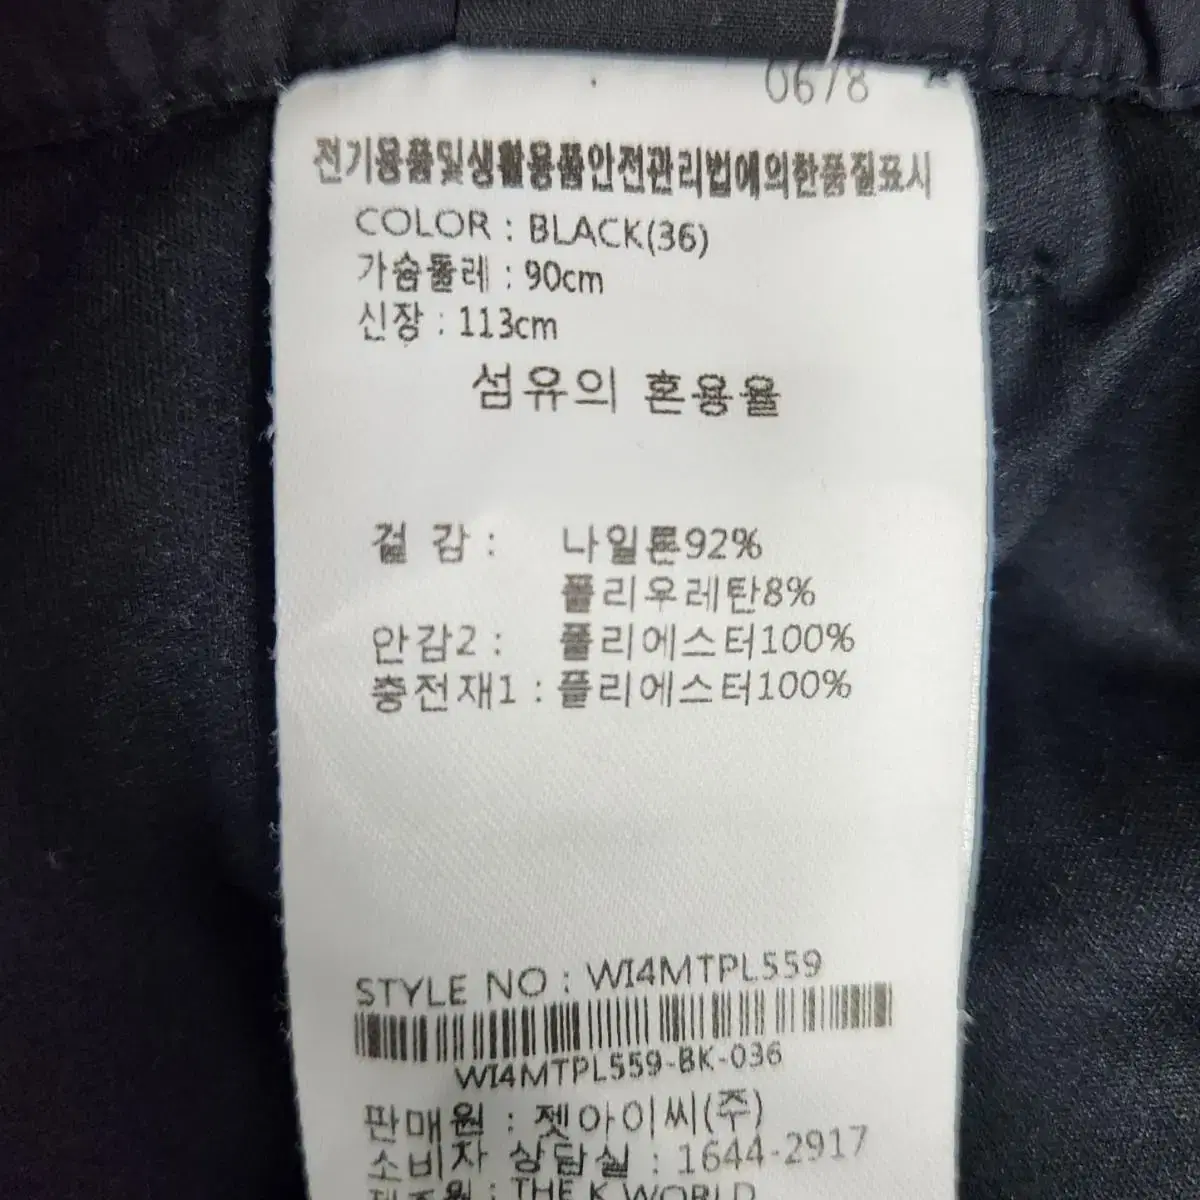 0678
전기용품및생활용품안전관리법에의한품질표시
COLOR : BLACK(36)
가슴둘레 : 90cm
신장 : 113cm
섬유의 혼용율
겉 감 : 나일론92%
폴리우레탄8%
안감2 : 폴리에스터100%
충전재1 : 폴리에스터100%
STYLE NO : WI4MTPL559
WI4MTPL559-BK-036
판매원 : 젯아이씨(주)
소비자 상담실 : 1644-2917
제조원 : THE K WORLD